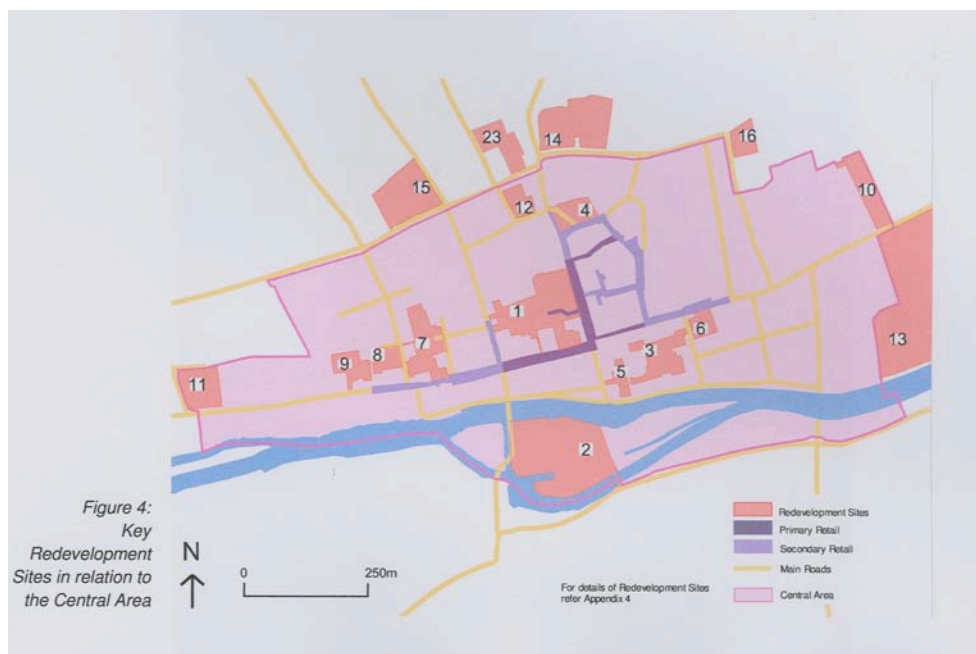 23
14
16
15
10
12
4
1
6
7
3
9
8
13
11
5
2
Figure 4:
Key
Redevelopment
Sites in relation to
the Central Area
N
0 250m
For details of Redevelopment Sites
refer Appendix 4
Redevelopment Sites
Primary Retail
Secondary Retail
Main Roads
Central Area